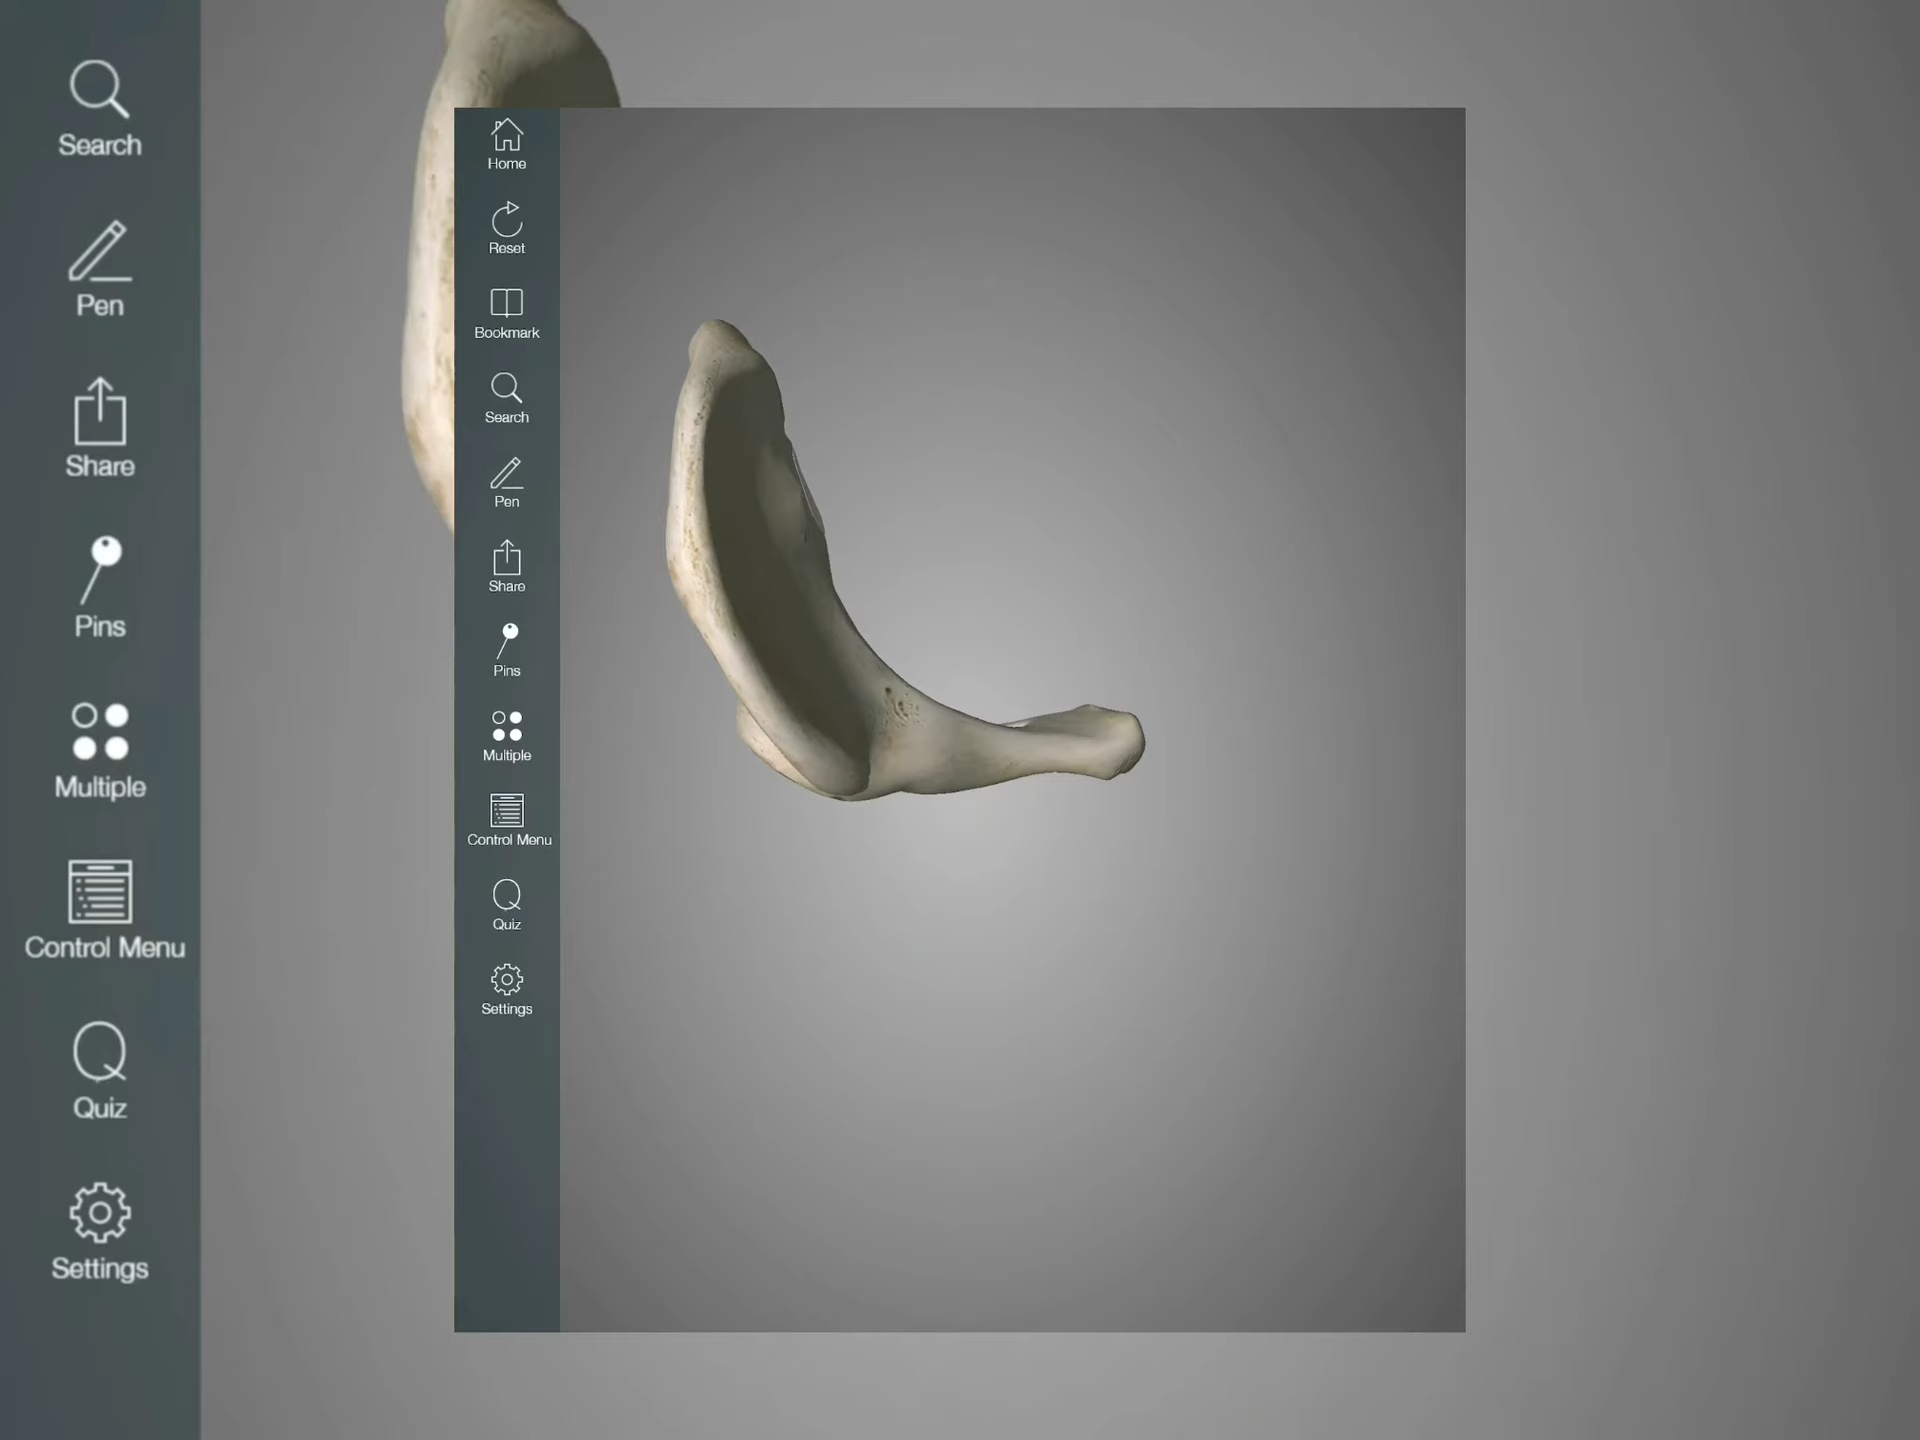 Search
Pen
Share
Pins
Multiple
Control Menu
Quiz
Settings
Home
Reset
Bookmark
Search
Pen
Share
Pins
Multiple
Control Menu
Quiz
Settings